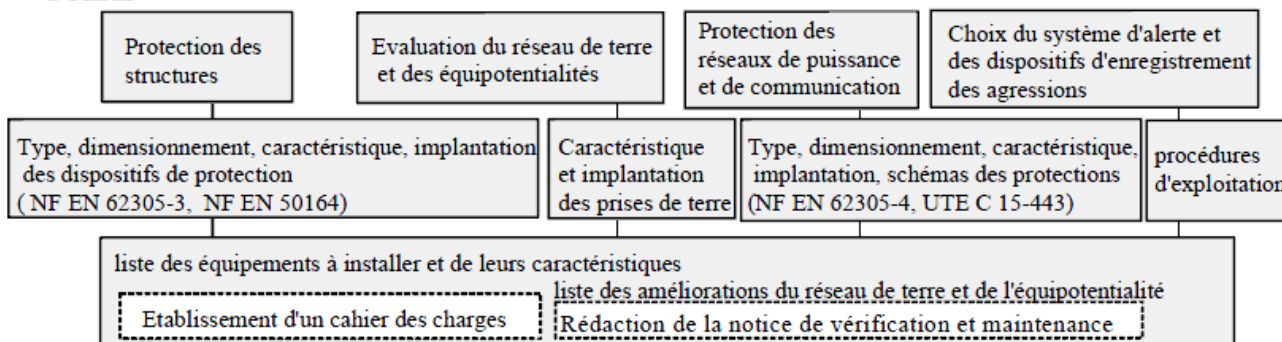 Protection des
structures
Evaluation du réseau de terre
et des équipotentialités
Protection des
réseaux de puissance
et de communication
Choix du système d'alerte et
des dispositifs d'enregistrement
des agressions
Type, dimensionnement, caractéristique, implantation
des dispositifs de protection
( NF EN 62305-3, NF EN 50164)
Caractéristique
et implantation
des prises de terre
Type, dimensionnement, caractéristique,
implantation, schémas des protections
(NF EN 62305-4, UTE C 15-443)
procédures
d'exploitation
liste des équipements à installer et de leurs caractéristiques
liste des améliorations du réseau de terre et de l'équipotentialité
Etablissement d'un cahier des charges
Rédaction de la notice de vérification et maintenance